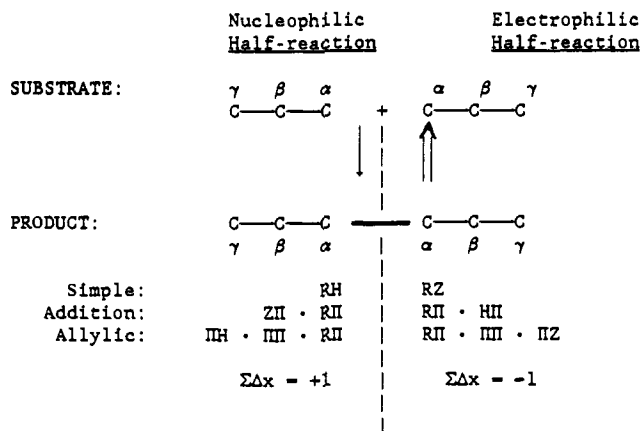 Nucleophilic Electrophilic
Half-reaction Half-reaction
SUBSTRATE: γ β α α β γ
C—C—C + C—C—C
PRODUCT: C—C—C — C—C—C
γ β α α β γ
Simple: RH RZ
Addition: ZΠ · RΠ RΠ · HΠ
Allylic: ΠH · ΠΠ · RΠ RΠ · ΠΠ · ΠZ
ΣΔx = +1 ΣΔx = -1